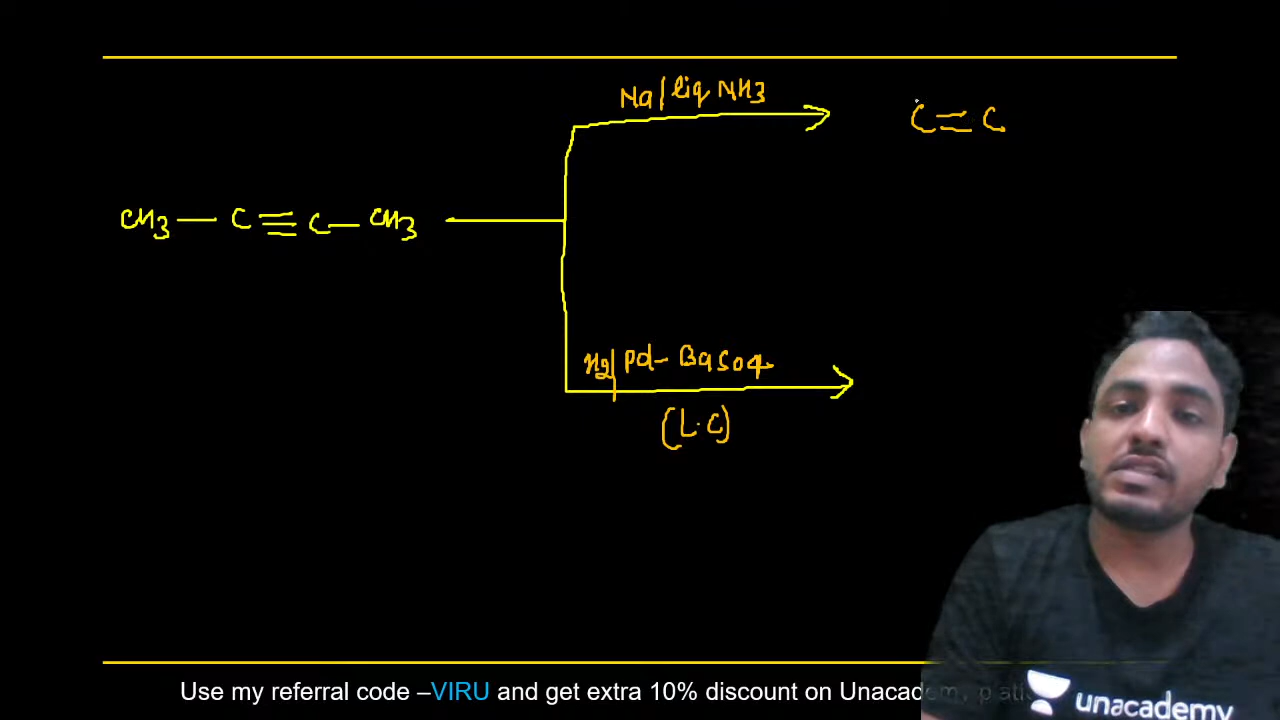 Na/liq NH3
C=C
CH3—C≡C—CH3
H2/Pd-BaSO4
(L.C)
Use my referral code –VIRU and get extra 10% discount on Unacademy
unacademy